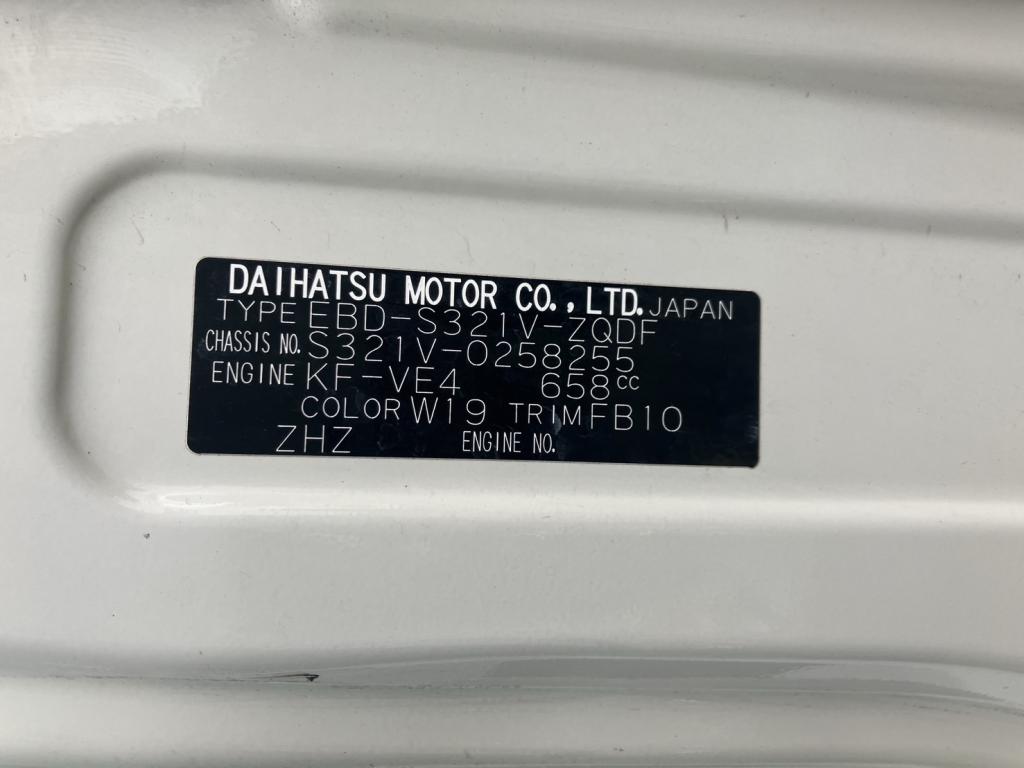 DAIHATSU MOTOR CO.,LTD. JAPAN
TYPE EBD-S321V-ZQDF
CHASSIS NO. S321V-0258255
ENGINE KF-VE4 658cc
COLOR W19 TRIM FB10
ZHZ ENGINE NO.